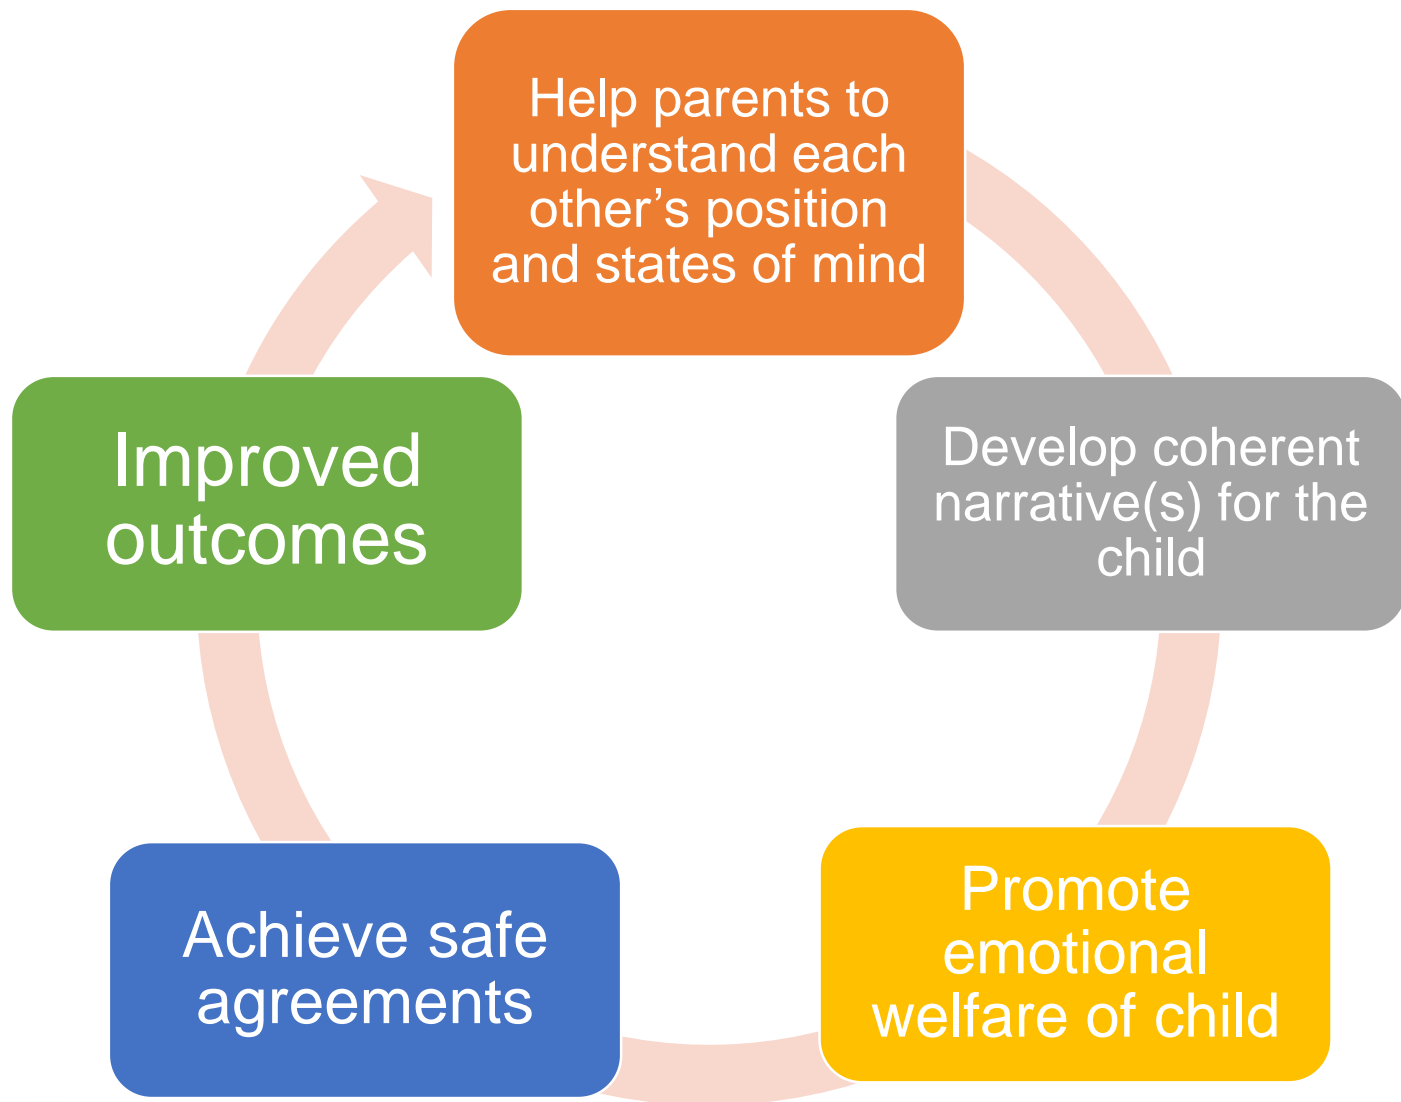 Help parents to
understand each
other’s position
and states of mind
Develop coherent
narrative(s) for the
child
Promote
emotional
welfare of child
Achieve safe
agreements
Improved
outcomes